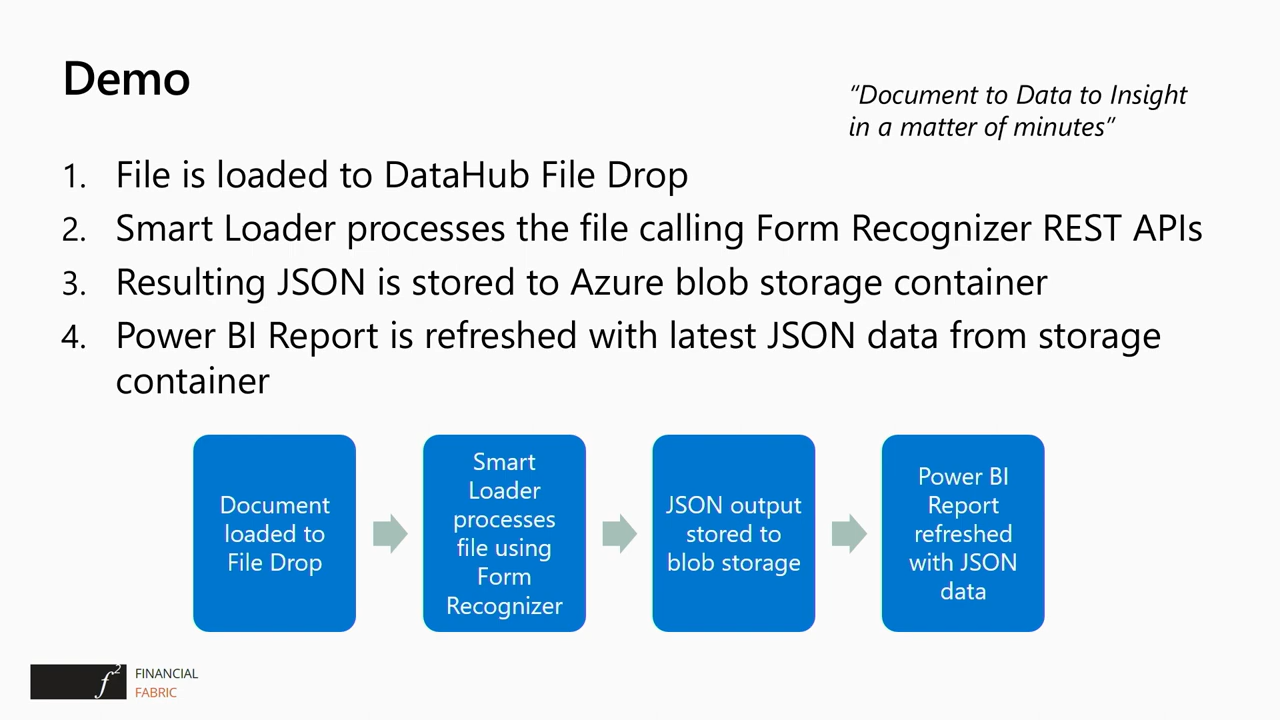 Demo
"Document to Data to Insight
in a matter of minutes"
1. File is loaded to DataHub File Drop
2. Smart Loader processes the file calling Form Recognizer REST APIs
3. Resulting JSON is stored to Azure blob storage container
4. Power BI Report is refreshed with latest JSON data from storage
container
Document
loaded to
File Drop
Smart
Loader
processes
file using
Form
Recognizer
JSON output
stored to
blob storage
Power BI
Report
refreshed
with JSON
data
f2
FINANCIAL
FABRIC